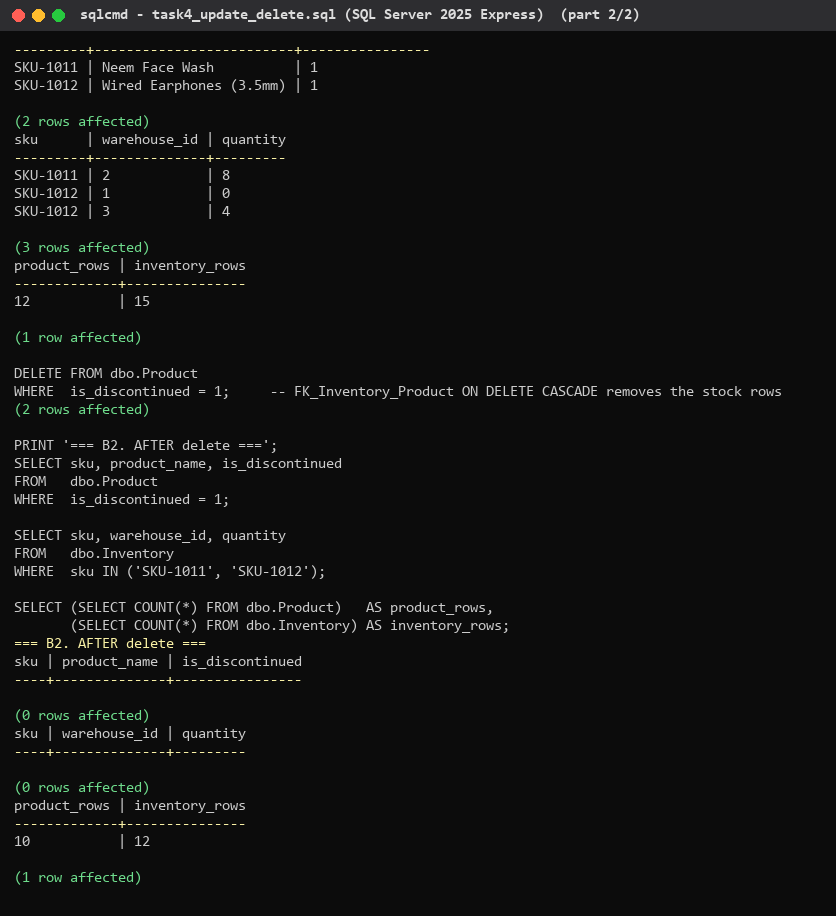 sqlcmd - task4_update_delete.sql (SQL Server 2025 Express)  (part 2/2)
---------+-------------------------+----------------
SKU-1011 | Neem Face Wash          | 1
SKU-1012 | Wired Earphones (3.5mm) | 1
(2 rows affected)
sku      | warehouse_id | quantity
---------+--------------+---------
SKU-1011 | 2            | 8
SKU-1012 | 1            | 0
SKU-1012 | 3            | 4
(3 rows affected)
product_rows | inventory_rows
-------------+---------------
12           | 15
(1 row affected)
DELETE FROM dbo.Product
WHERE  is_discontinued = 1;     -- FK_Inventory_Product ON DELETE CASCADE removes the stock rows
(2 rows affected)
PRINT '=== B2. AFTER delete ===';
SELECT sku, product_name, is_discontinued
FROM   dbo.Product
WHERE  is_discontinued = 1;
SELECT sku, warehouse_id, quantity
FROM   dbo.Inventory
WHERE  sku IN ('SKU-1011', 'SKU-1012');
SELECT (SELECT COUNT(*) FROM dbo.Product)   AS product_rows,
       (SELECT COUNT(*) FROM dbo.Inventory) AS inventory_rows;
=== B2. AFTER delete ===
sku | product_name | is_discontinued
----+--------------+----------------
(0 rows affected)
sku | warehouse_id | quantity
----+--------------+---------
(0 rows affected)
product_rows | inventory_rows
-------------+---------------
10           | 12
(1 row affected)